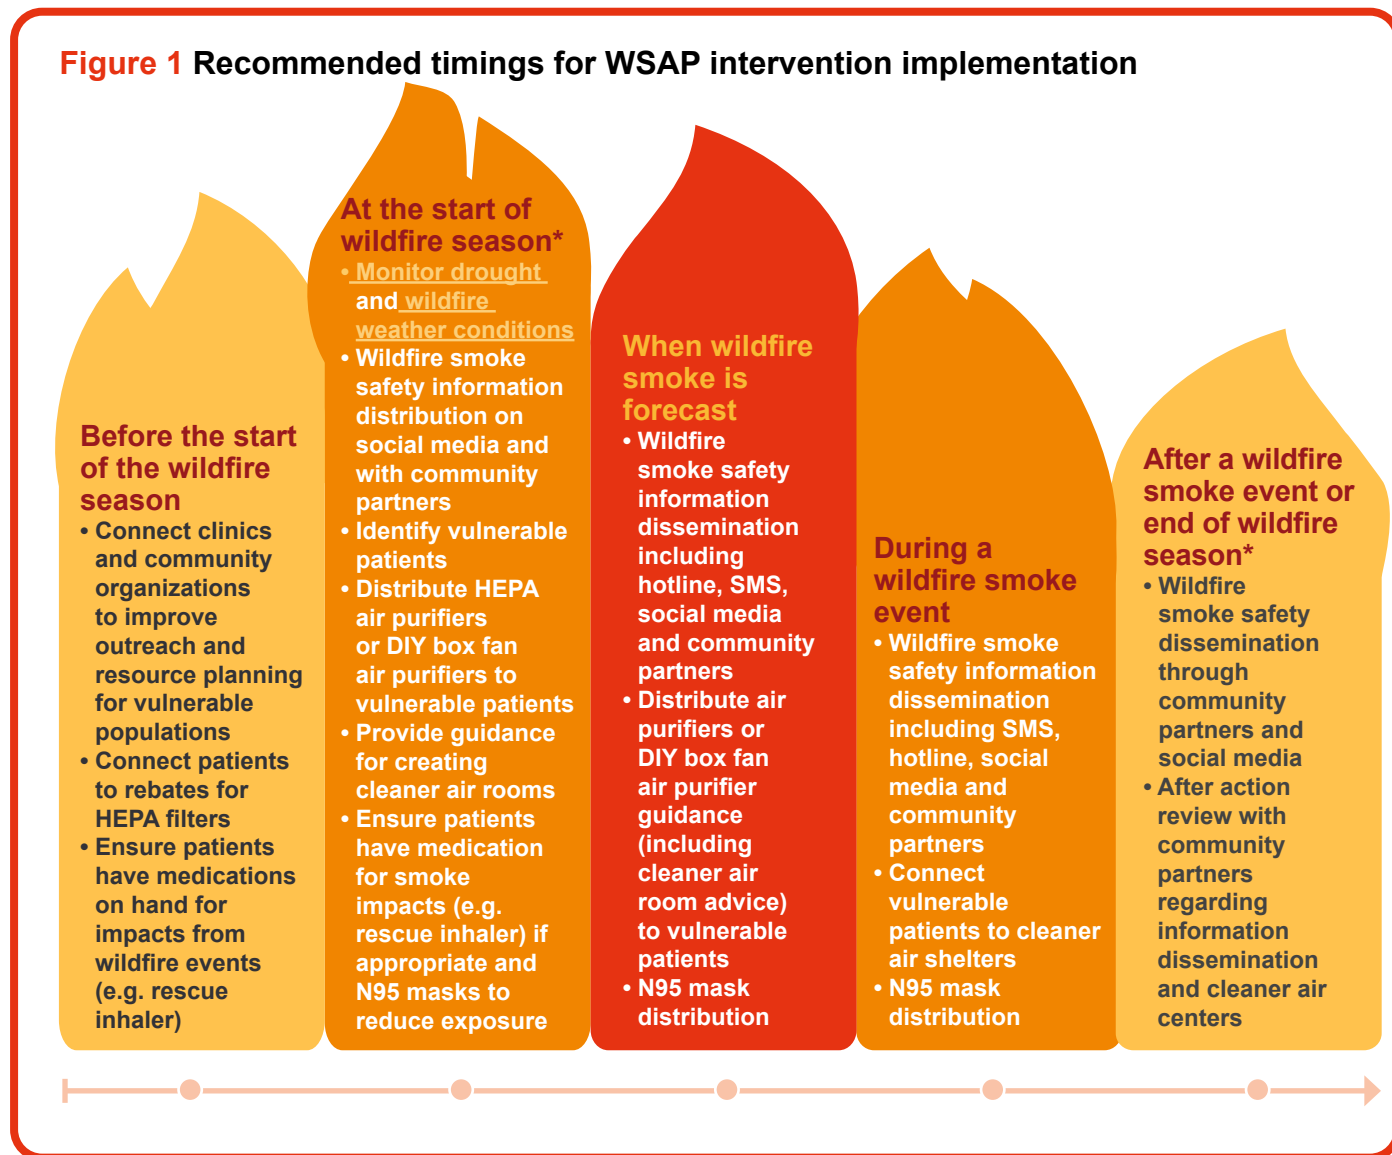 Figure 1 Recommended timings for WSAP intervention implementation
Before the start
of the wildfire
season
• Connect clinics
and community
organizations
to improve
outreach and
resource planning
for vulnerable
populations
• Connect patients
to rebates for
HEPA filters
• Ensure patients
have medications
on hand for
impacts from
wildfire events
(e.g. rescue
inhaler)
At the start of
wildfire season*
• Monitor drought
and wildfire
weather conditions
• Wildfire smoke
safety information
distribution on
social media and
with community
partners
• Identify vulnerable
patients
• Distribute HEPA
air purifiers
or DIY box fan
air purifiers to
vulnerable patients
• Provide guidance
for creating
cleaner air rooms
• Ensure patients
have medication
for smoke
impacts (e.g.
rescue inhaler) if
appropriate and
N95 masks to
reduce exposure
When wildfire
smoke is
forecast
• Wildfire
smoke safety
information
dissemination
including
hotline, SMS,
social media
and community
partners
• Distribute air
purifiers or
DIY box fan
air purifier
guidance
(including
cleaner air
room advice)
to vulnerable
patients
• N95 mask
distribution
During a
wildfire smoke
event
• Wildfire smoke
safety information
dissemination
including SMS,
hotline, social
media and
community
partners
• Connect
vulnerable
patients to cleaner
air shelters
• N95 mask
distribution
After a wildfire
smoke event or
end of wildfire
season*
• Wildfire
smoke safety
dissemination
through
community
partners and
social media
• After action
review with
community
partners
regarding
information
dissemination
and cleaner air
centers